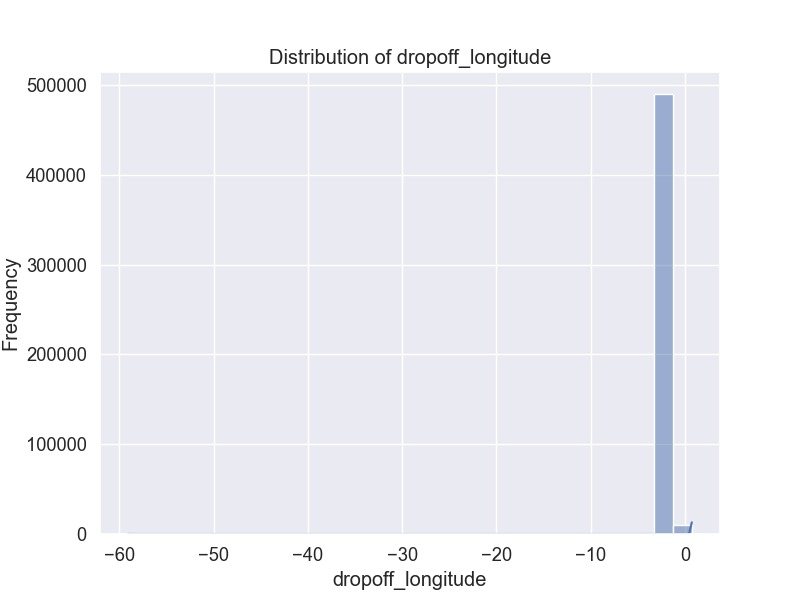 Distribution of dropoff_longitude
500000
400000
300000
200000
100000
0
Frequency
−60 −50 −40 −30 −20 −10 0
dropoff_longitude